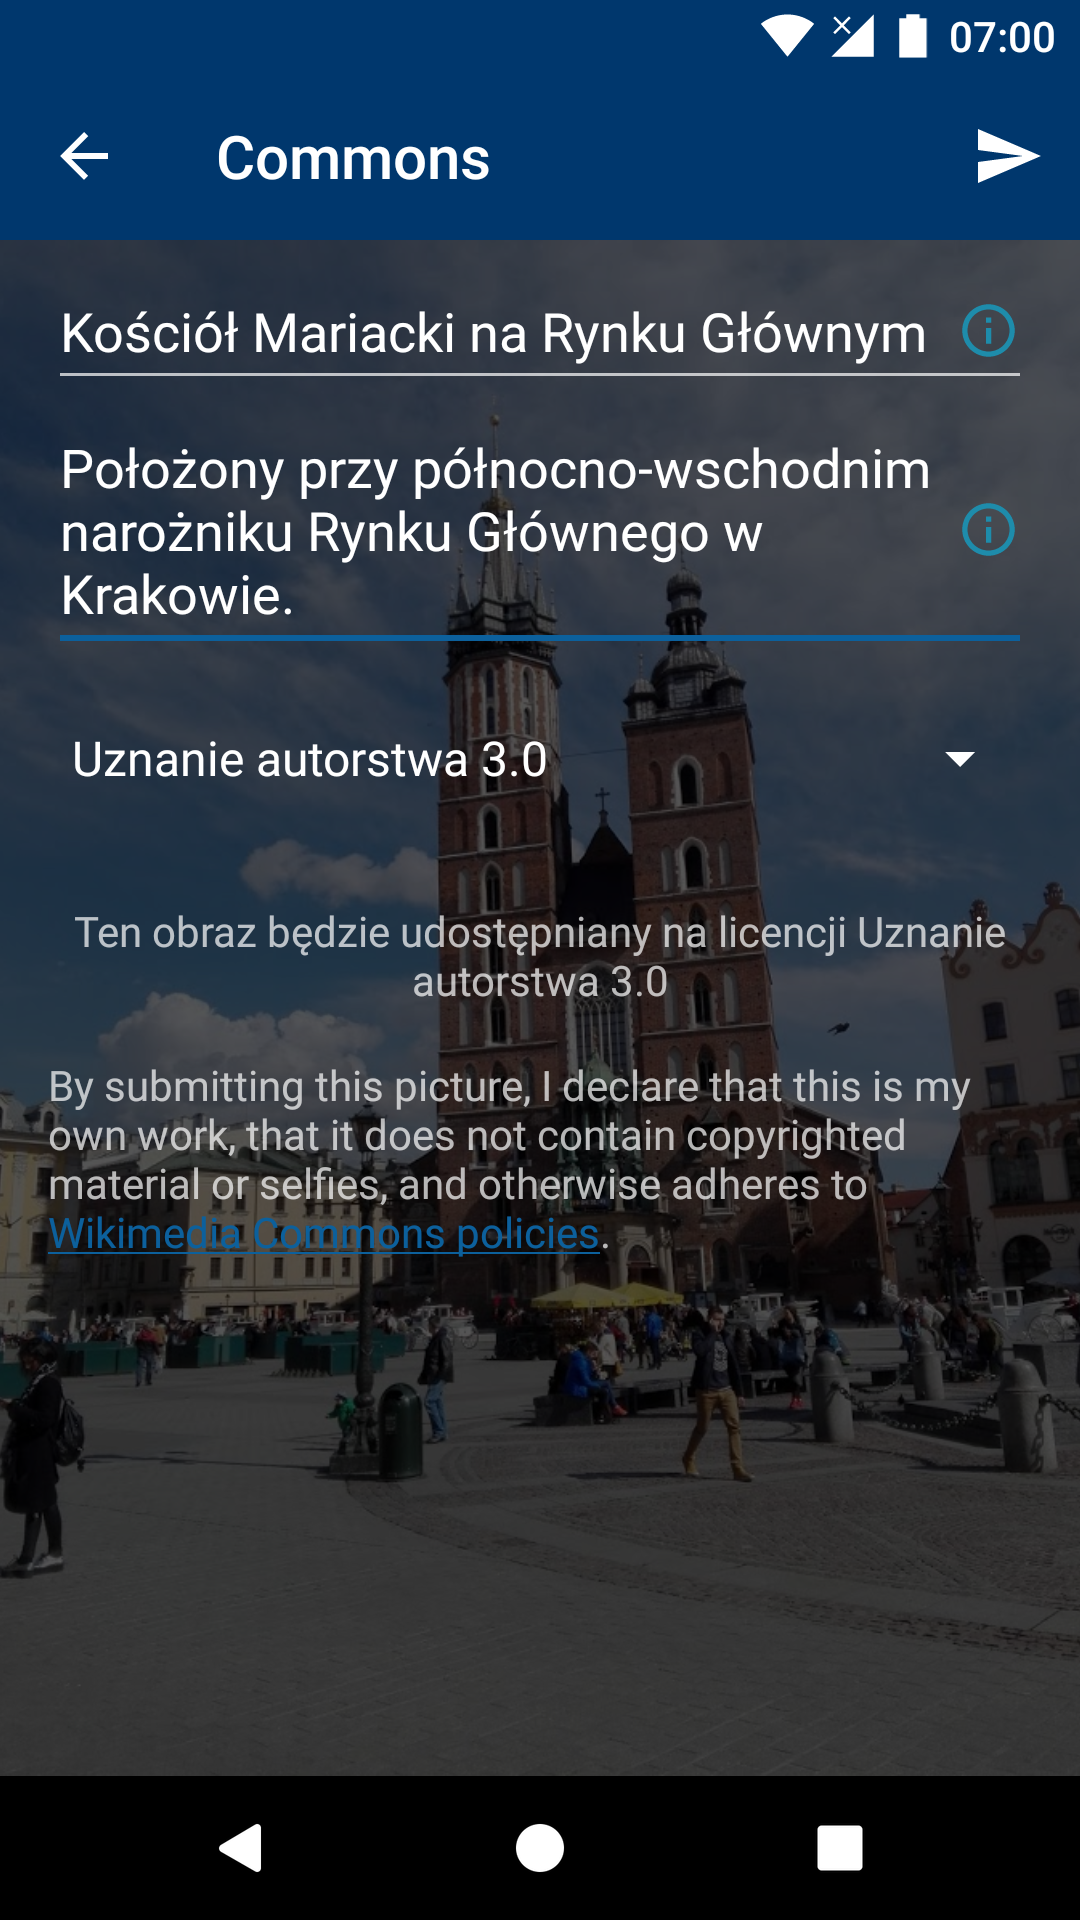 07:00
Commons
Kościół Mariacki na Rynku Głównym
Położony przy północno-wschodnim
narożniku Rynku Głównego w
Krakowie.
Uznanie autorstwa 3.0
Ten obraz będzie udostępniany na licencji Uznanie
autorstwa 3.0
By submitting this picture, I declare that this is my
own work, that it does not contain copyrighted
material or selfies, and otherwise adheres to
Wikimedia Commons policies.